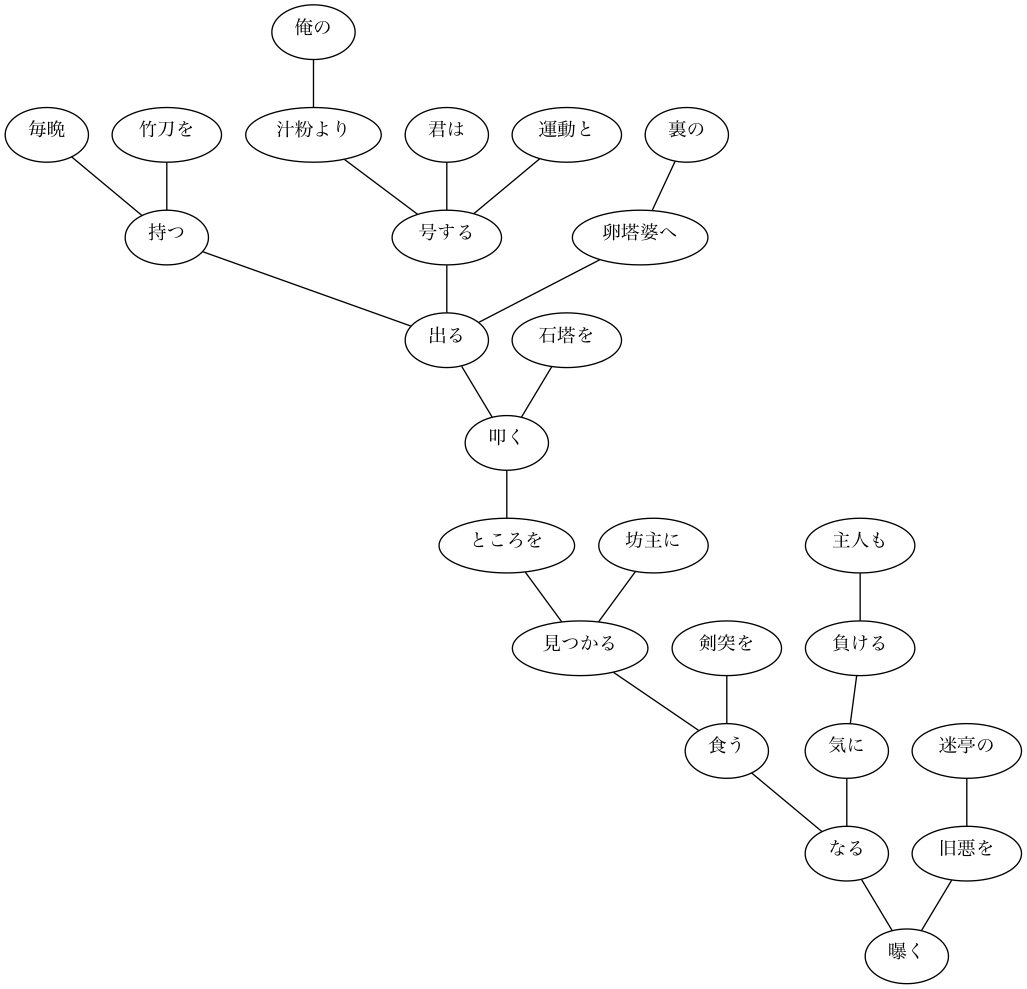 俺の
毎晩
竹刀を
汁粉より
君は
運動と
裏の
持つ
号する
卵塔婆へ
出る
石塔を
叩く
ところを
坊主に
主人も
見つかる
剣突を
負ける
食う
気に
迷亭の
なる
旧悪を
曝く